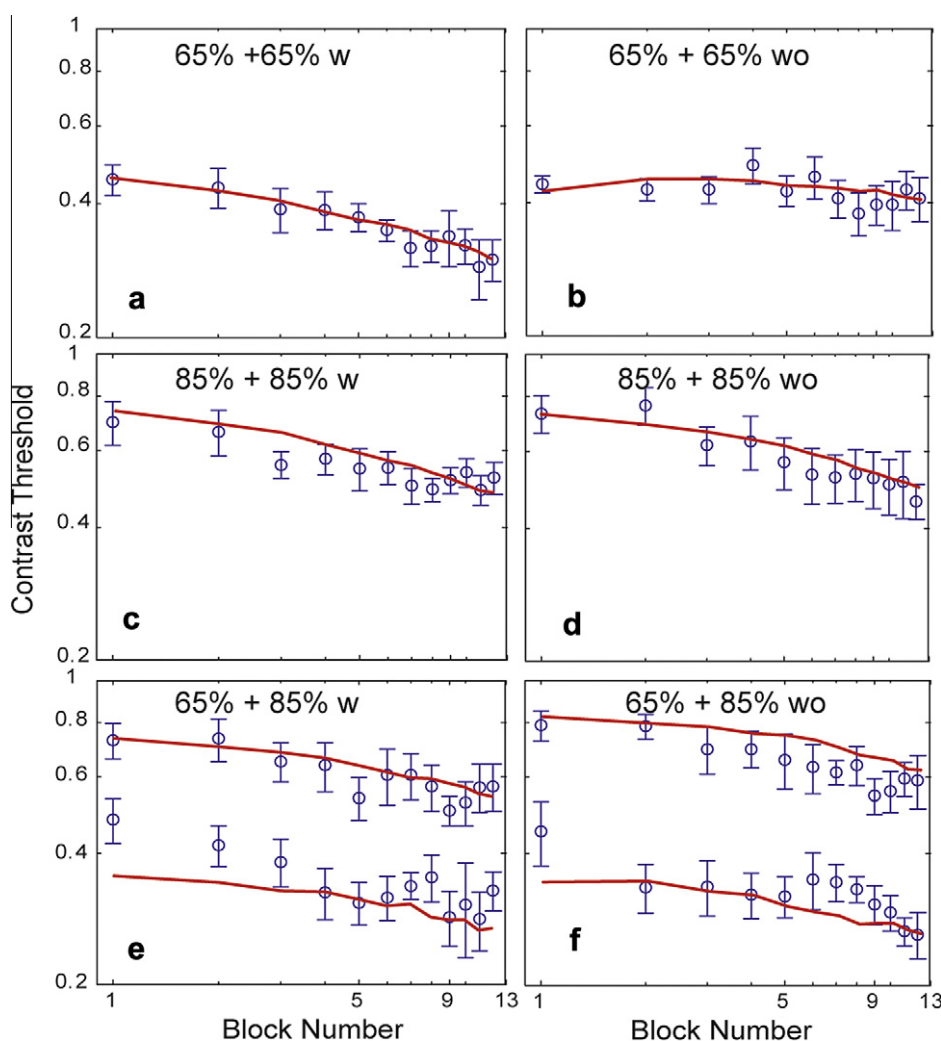 65% +65% w
65% + 65% wo
1
0.8
0.6
0.4
0.2
a
b
85% + 85% w
85% + 85% wo
1
0.8
0.6
0.4
0.2
c
d
Contrast Threshold
65% + 85% w
65% + 85% wo
1
0.8
0.6
0.4
0.2
e
f
1 5 9 13
1 5 9 13
Block Number
Block Number